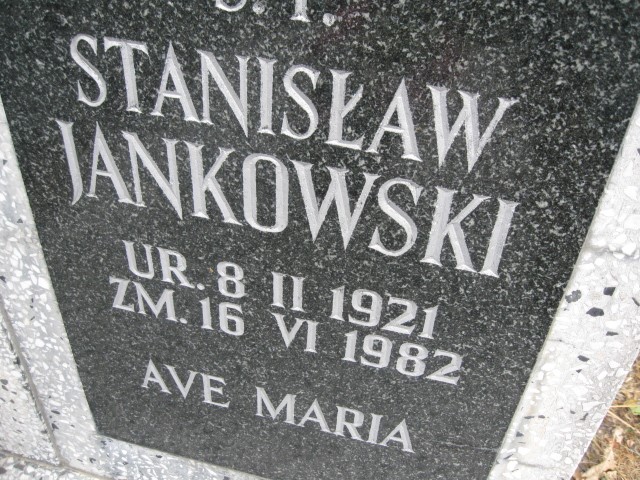 Ś. P.
STANISŁAW
JANKOWSKI
UR. 8 II 1921
ZM. 16 VI 1982
AVE MARIA